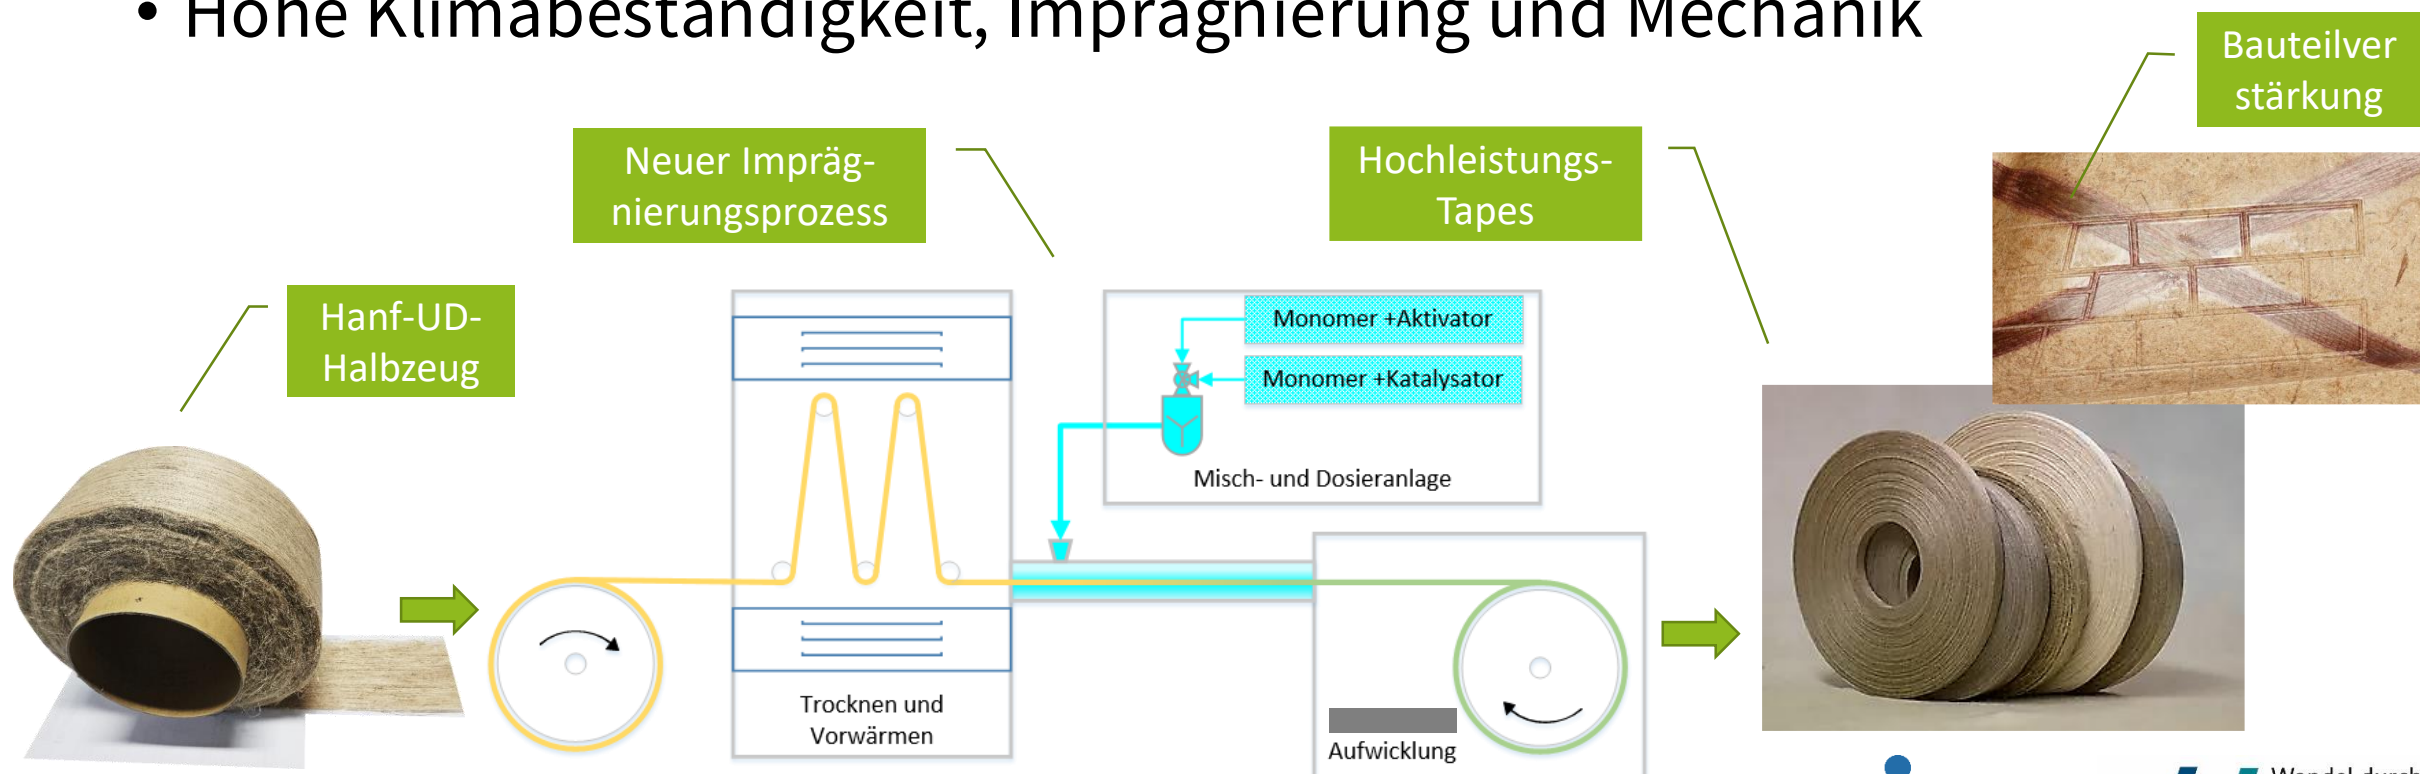 • Hohe Klimabeständigkeit, Imprägnierung und Mechanik
Bauteilver
stärkung
Neuer Impräg-
nierungsprozess
Hochleistungs-
Tapes
Hanf-UD-
Halbzeug
Monomer +Aktivator
Monomer +Katalysator
Misch- und Dosieranlage
Trocknen und
Vorwärmen
Aufwicklung